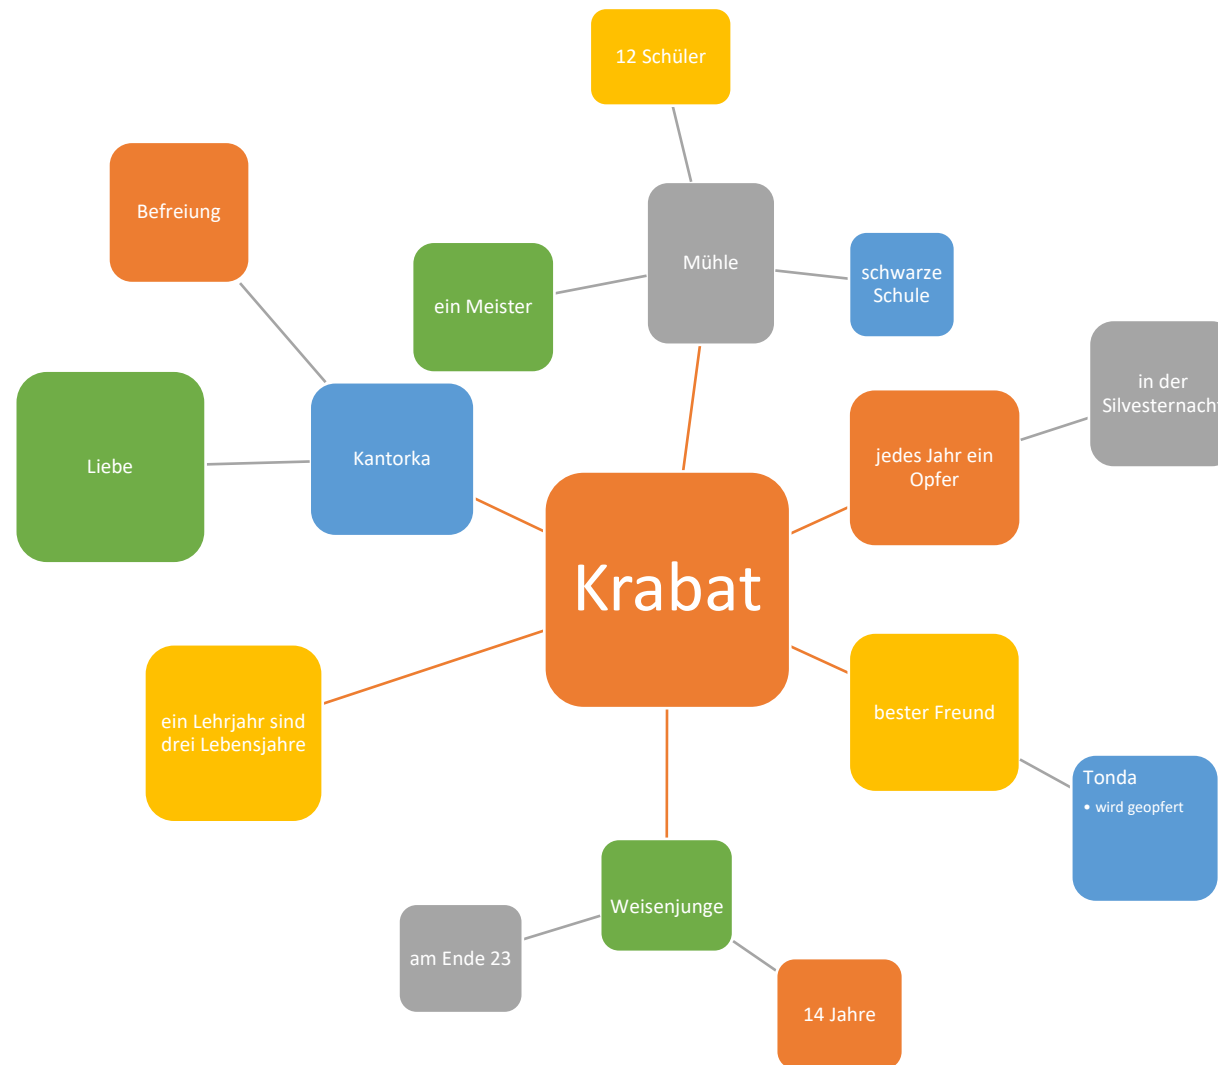 12 Schüler
Befreiung
Mühle
schwarze
Schule
ein Meister
in der
Silvesternacht
jedes Jahr ein
Opfer
Kantorka
Liebe
Krabat
ein Lehrjahr sind
drei Lebensjahre
bester Freund
Tonda
• wird geopfert
Weisenjunge
am Ende 23
14 Jahre